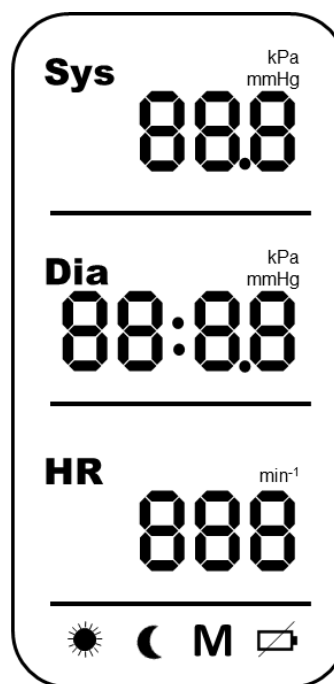 Sys kPa
mmHg
88.8
Dia kPa
mmHg
88:8.8
HR min⁻¹
888
M